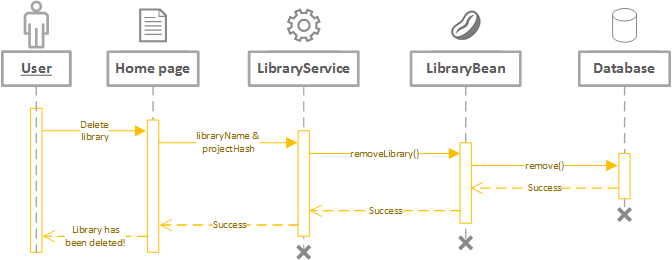 User
Home page
LibraryService
LibraryBean
Database
Delete
library
libraryName &
projectHash
removeLibrary()
remove()
Success
Success
Success
Library has
been deleted!